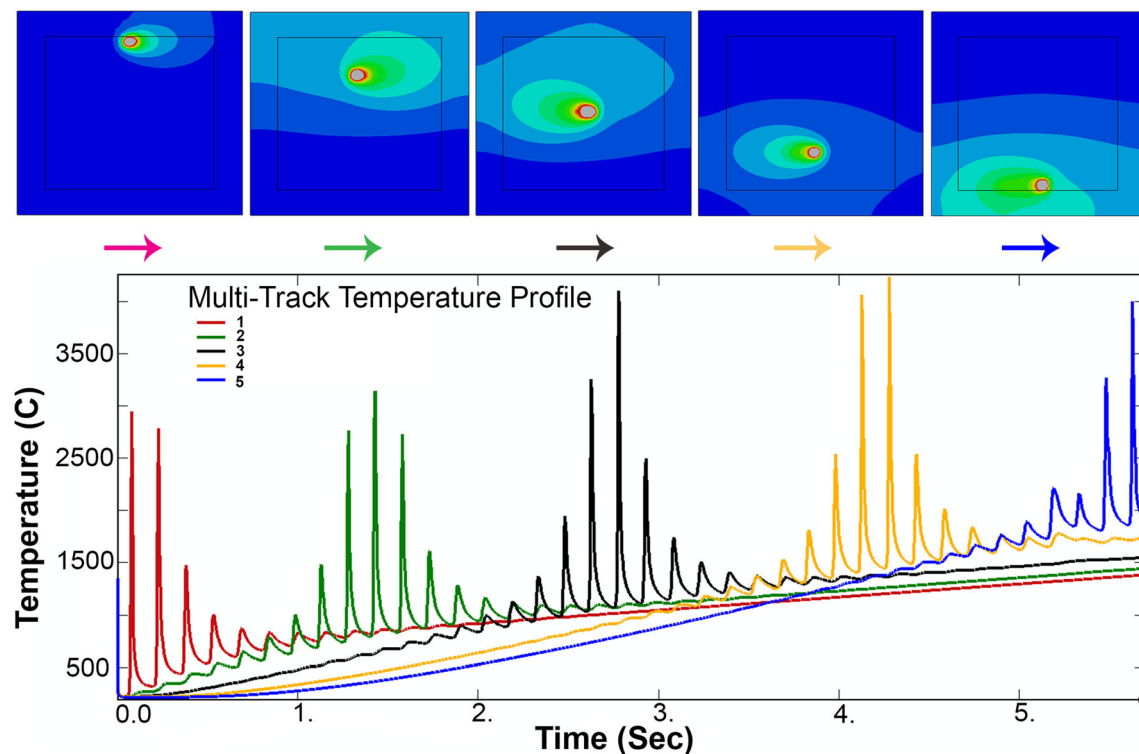 Multi-Track Temperature Profile
1
2
3
4
5
3500
2500
1500
500
Temperature (C)
0.0 1. 2. 3. 4. 5.
Time (Sec)